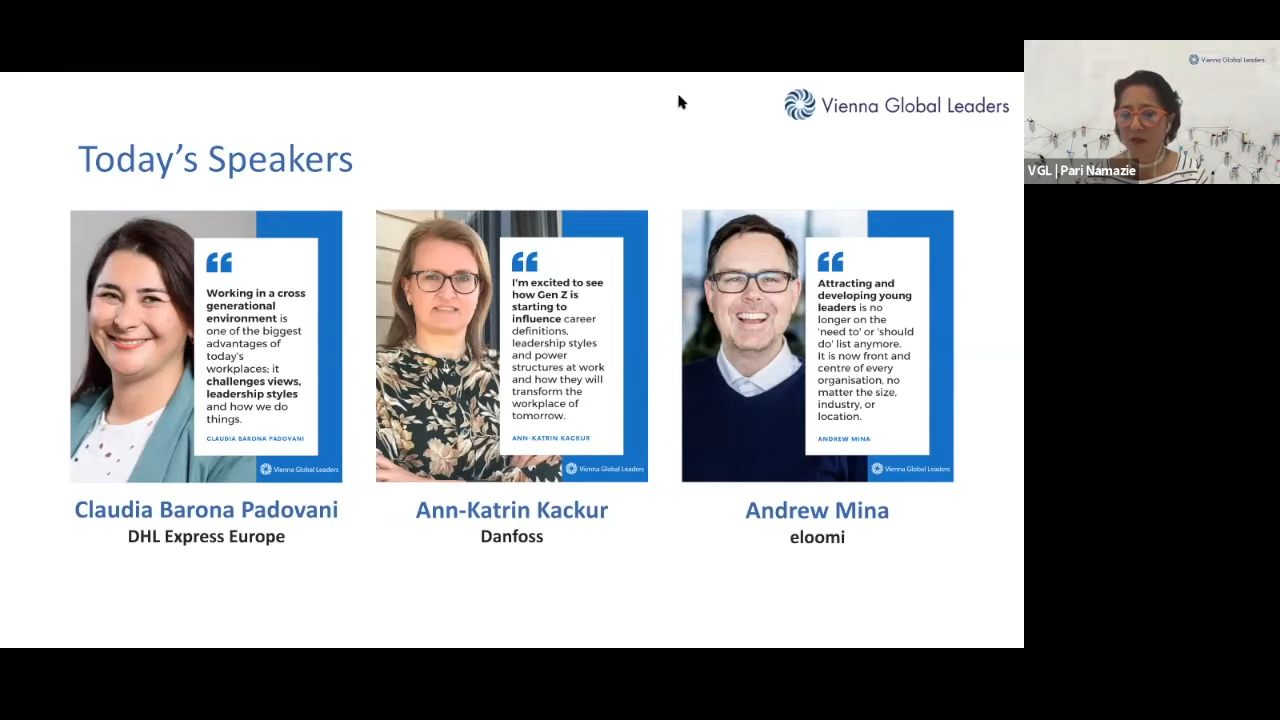 Vienna Global Leaders
Vienna Global Leaders
VGL | Pari Namazie
Today's Speakers
“
Working in a cross
generational
environment is
one of the biggest
advantages of
today's
workplaces; it
challenges views,
leadership styles
and how we do
things.
CLAUDIA BARONA PADOVANI
Vienna Global Leaders
Claudia Barona Padovani
DHL Express Europe
“
I'm excited to see
how Gen Z is
starting to
influence career
definitions,
leadership styles
and power
structures at work
and how they will
transform the
workplace of
tomorrow.
ANN-KATRIN KACKUR
Vienna Global Leaders
Ann-Katrin Kackur
Danfoss
“
Attracting and
developing young
leaders is no
longer on the
'need to' or 'should
do' list anymore.
It is now front and
centre of every
organisation, no
matter the size,
industry, or
location.
ANDREW MINA
Vienna Global Leaders
Andrew Mina
eloomi